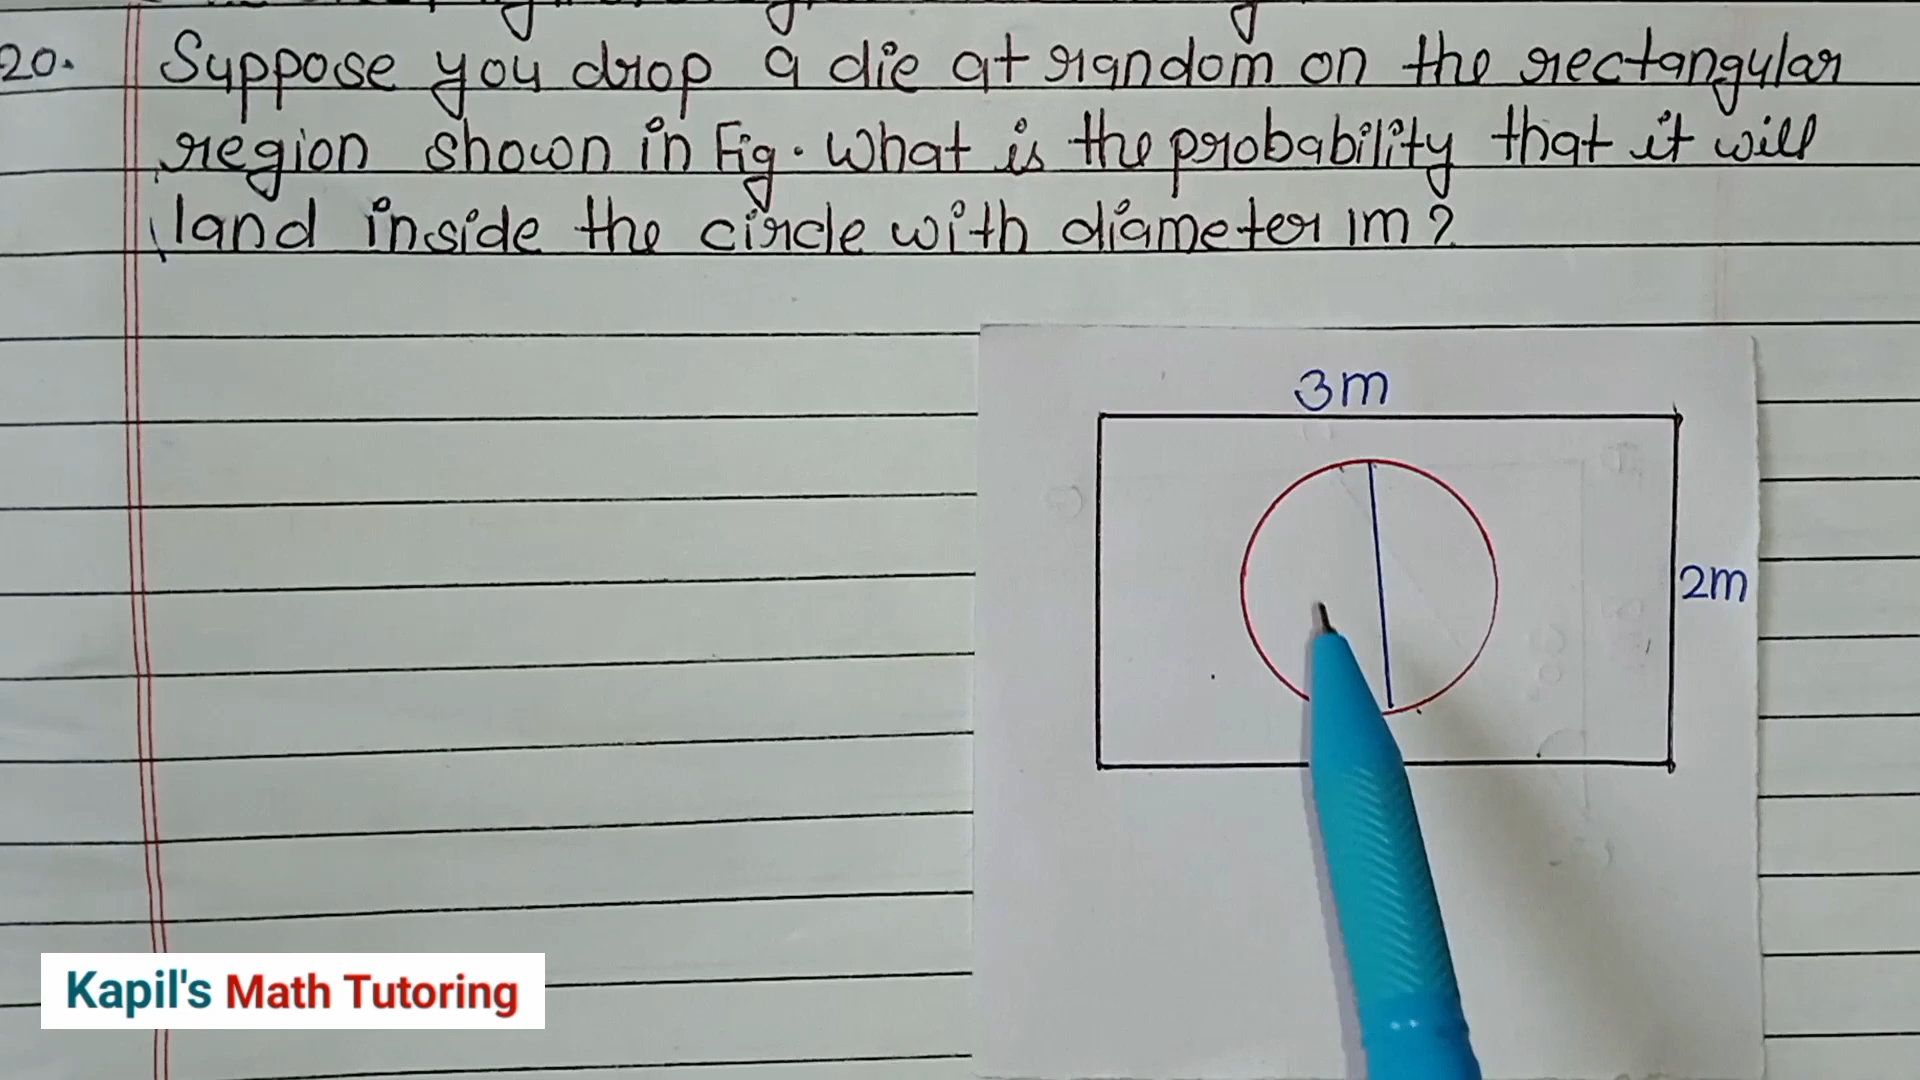 20. Suppose you drop a die at random on the rectangular
region shown in Fig. What is the probability that it will
land inside the circle with diameter 1m?
3m
2m
Kapil's Math Tutoring